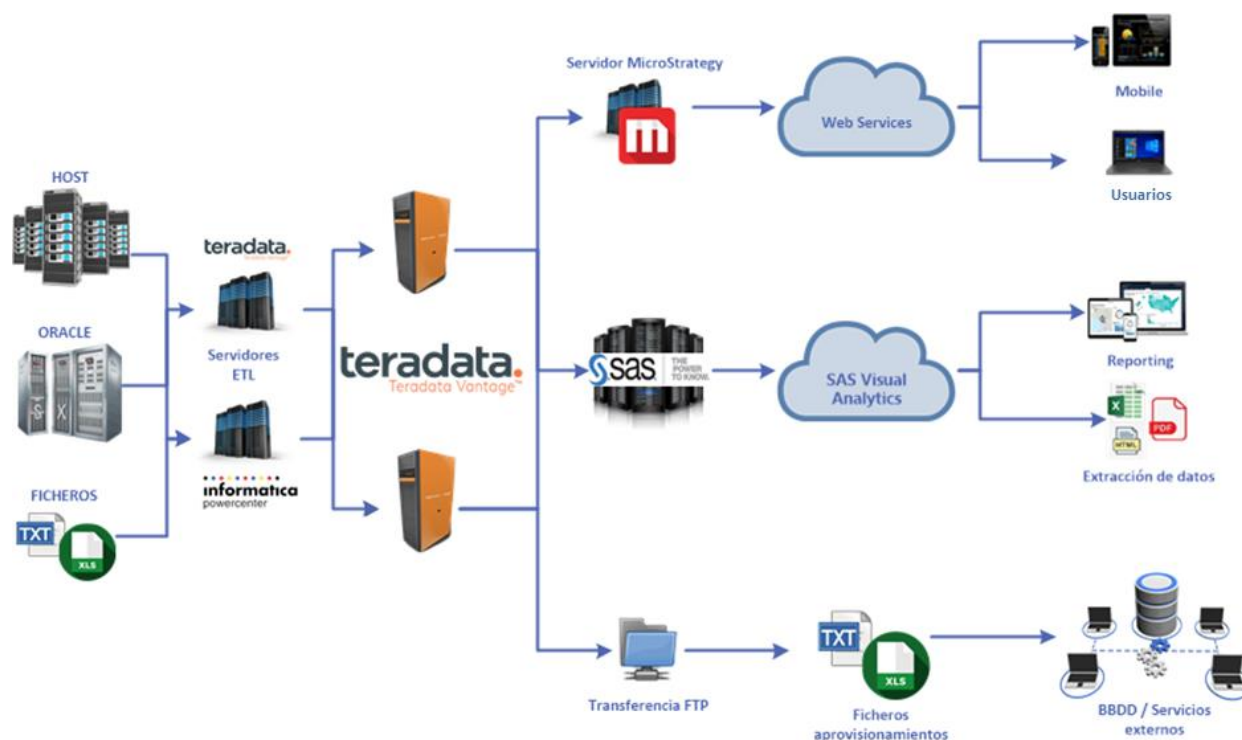 Servidor MicroStrategy
m
Web Services
Mobile
Usuarios
HOST
teradata.
ORACLE
Servidores
ETL
teradata.
Teradata Vantage
sas
THE
POWER
TO KNOW.
SAS Visual
Analytics
Reporting
X
PDF
HTML
Extracción de datos
informatica
powercenter
FICHEROS
TXT
XLS
Transferencia FTP
TXT
XLS
Ficheros
aprovisionamientos
BBDD / Servicios
externos